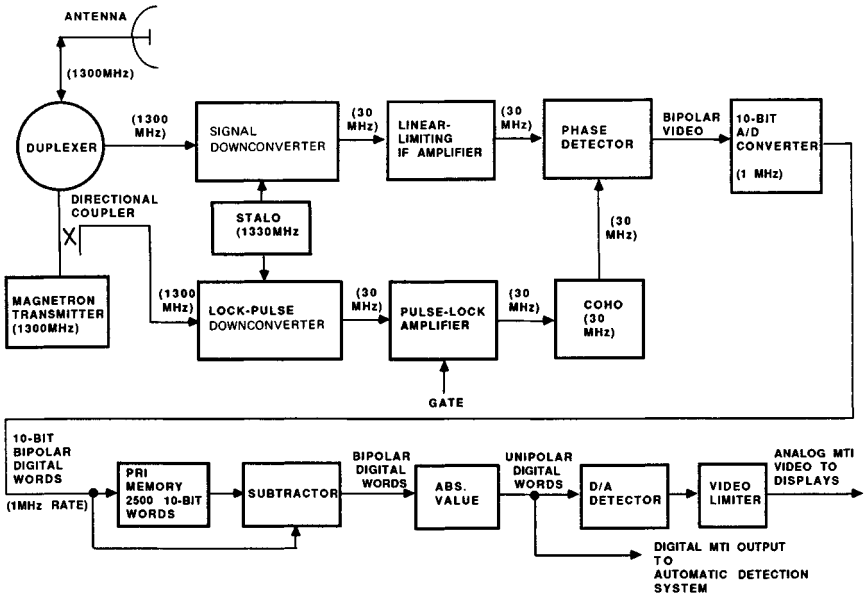 ANTENNA
(1300MHz)
DUPLEXER
(1300
MHz)
SIGNAL
DOWNCONVERTER
(30
MHz)
LINEAR-
LIMITING
IF AMPLIFIER
(30
MHz)
PHASE
DETECTOR
BIPOLAR
VIDEO
10-BIT
A/D
CONVERTER
(1 MHz)
DIRECTIONAL
COUPLER
STALO
(1330MHz
(30
MHz)
MAGNETRON
TRANSMITTER
(1300MHz)
(1300
MHz)
LOCK-PULSE
DOWNCONVERTER
(30
MHz)
PULSE-LOCK
AMPLIFIER
(30
MHz)
COHO
(30
MHz)
GATE
10-BIT
BIPOLAR
DIGITAL
WORDS
(1MHz RATE)
PRI
MEMORY
2500 10-BIT
WORDS
SUBTRACTOR
BIPOLAR
DIGITAL
WORDS
ABS.
VALUE
UNIPOLAR
DIGITAL
WORDS
D/A
DETECTOR
VIDEO
LIMITER
ANALOG MTI
VIDEO TO
DISPLAYS
DIGITAL MTI OUTPUT
TO
AUTOMATIC DETECTION
SYSTEM